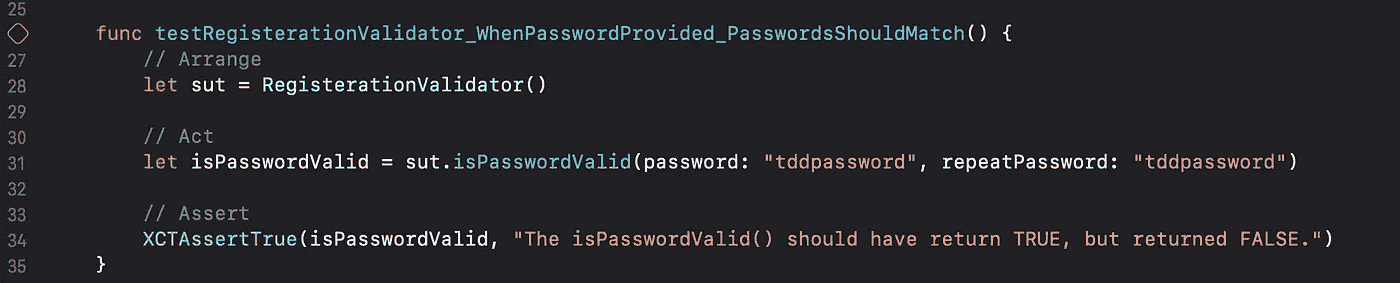 25
func testRegisterationValidator_WhenPasswordProvided_PasswordsShouldMatch() {
27 // Arrange
28 let sut = RegisterationValidator()
29
30 // Act
31 let isPasswordValid = sut.isPasswordValid(password: "tddpassword", repeatPassword: "tddpassword")
32
33 // Assert
34 XCTAssertTrue(isPasswordValid, "The isPasswordValid() should have return TRUE, but returned FALSE.")
35 }